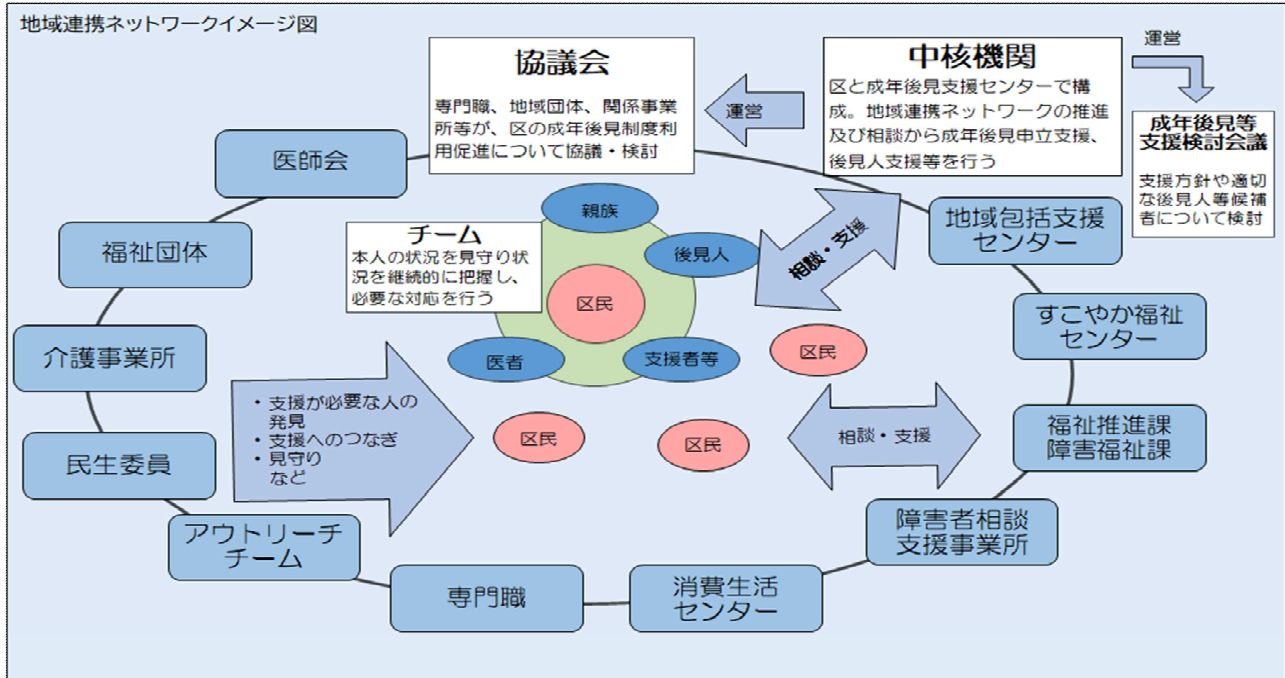 地域連携ネットワークイメージ図
協議会
専門職、地域団体、関係事業
所等が、区の成年後見制度利
用促進について協議・検討
運営
中核機関
区と成年後見支援センターで構
成。地域連携ネットワークの推進
及び相談から成年後見申立支援、
後見人支援等を行う
運営
成年後見等
支援検討会議
支援方針や適切
な後見人等候補
者について検討
医師会
福祉団体
介護事業所
民生委員
アウトリーチ
チーム
専門職
消費生活
センター
障害者相談
支援事業所
福祉推進課
障害福祉課
すこやか福祉
センター
地域包括支援
センター
チーム
本人の状況を見守り状
況を継続的に把握し、
必要な対応を行う
親族
後見人
区民
医者
支援者等
相談・支援
区民
区民
区民
相談・支援
・支援が必要な人の
発見
・支援へのつなぎ
・見守り
など